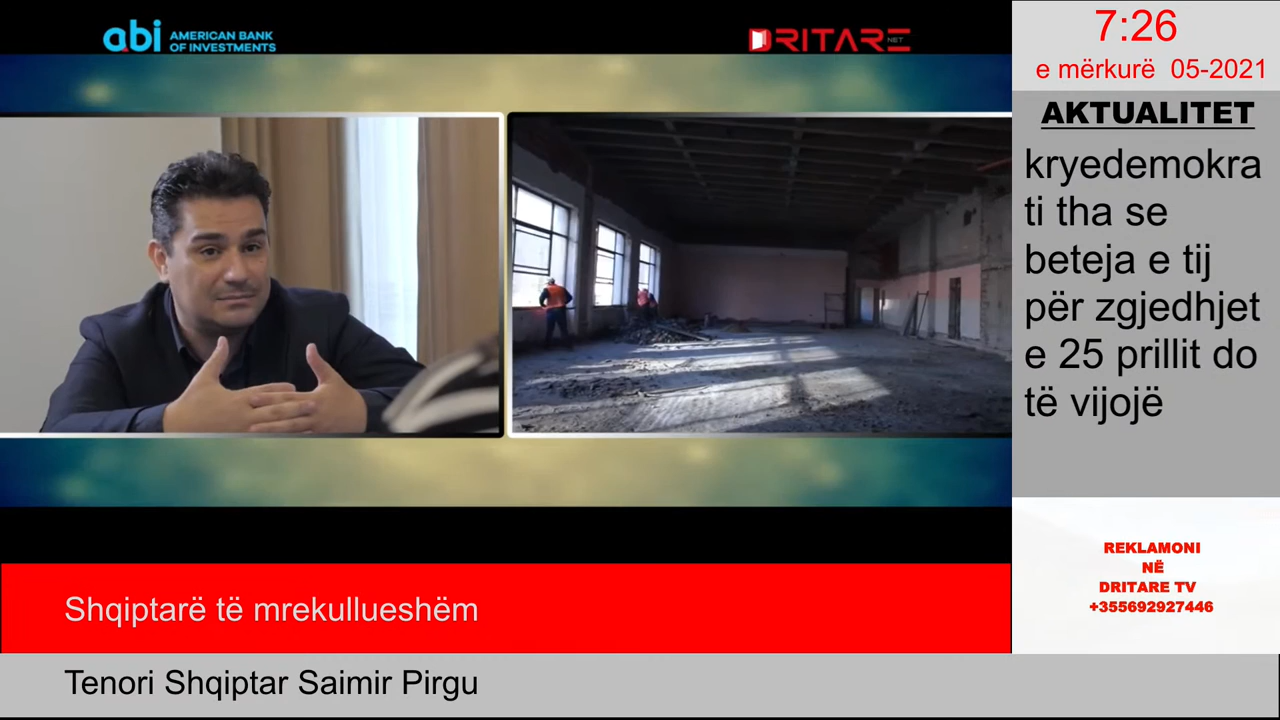 abi AMERICAN BANK
OF INVESTMENTS
DRITARE
NET
7:26
e mërkurë 05-2021
AKTUALITET
kryedemokra
ti tha se
beteja e tij
për zgjedhjet
e 25 prillit do
të vijojë
REKLAMONI
NË
DRITARE TV
+355692927446
Shqiptarë të mrekullueshëm
Tenori Shqiptar Saimir Pirgu